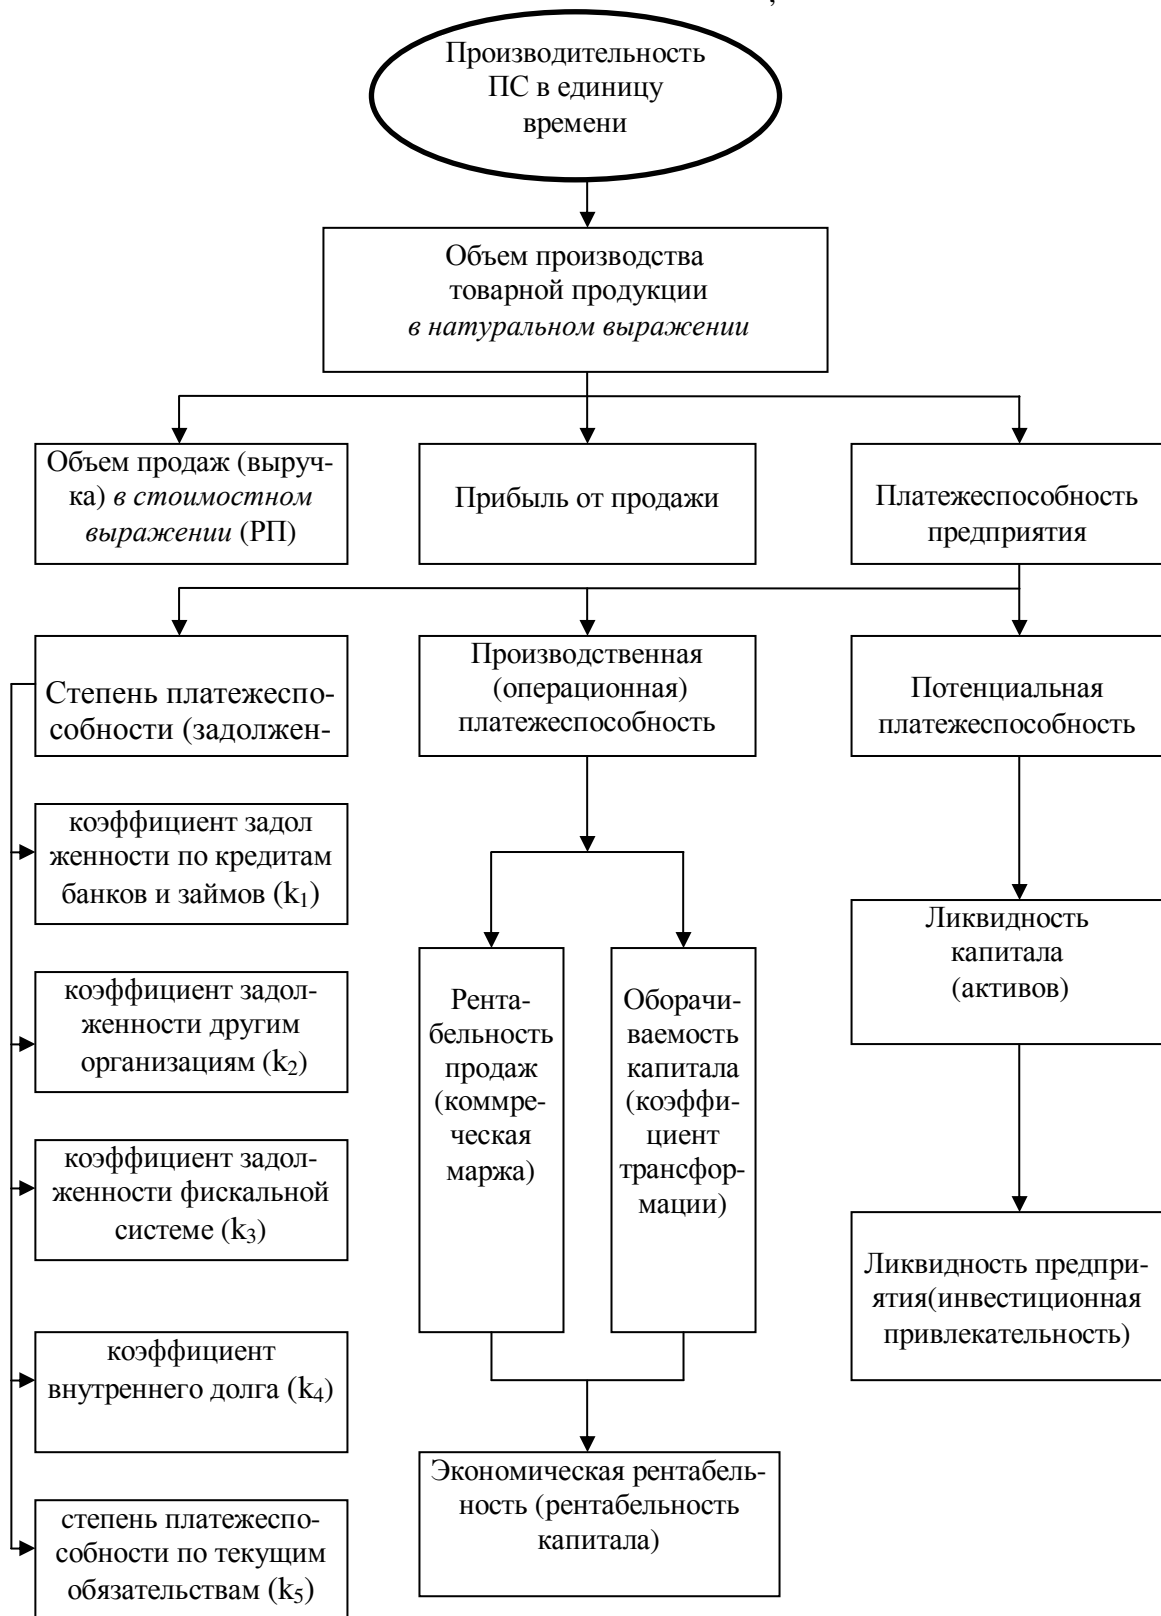 Производительность
ПС в единицу
времени
Объем производства
товарной продукции
в натуральном выражении
Объем продаж (выруч-
ка) в стоимостном
выражении (РП)
Прибыль от продажи
Платежеспособность
предприятия
Степень платежеспо-
собности (задолжен-
Производственная
(операционная)
платежеспособность
Потенциальная
платежеспособность
коэффициент задол
женности по кредитам
банков и займов (k₁)
коэффициент задол-
женности другим
организациям (k₂)
коэффициент задол-
женности фискальной
системе (k₃)
коэффициент
внутреннего долга (k₄)
степень платежеспо-
собности по текущим
обязательствам (k₅)
Рента-
бельность
продаж
(коммре-
ческая
маржа)
Оборачи-
ваемость
капитала
(коэффи-
циент
трансфор-
мации)
Экономическая рентабель-
ность (рентабельность
капитала)
Ликвидность
капитала
(активов)
Ликвидность предпри-
ятия(инвестиционная
привлекательность)